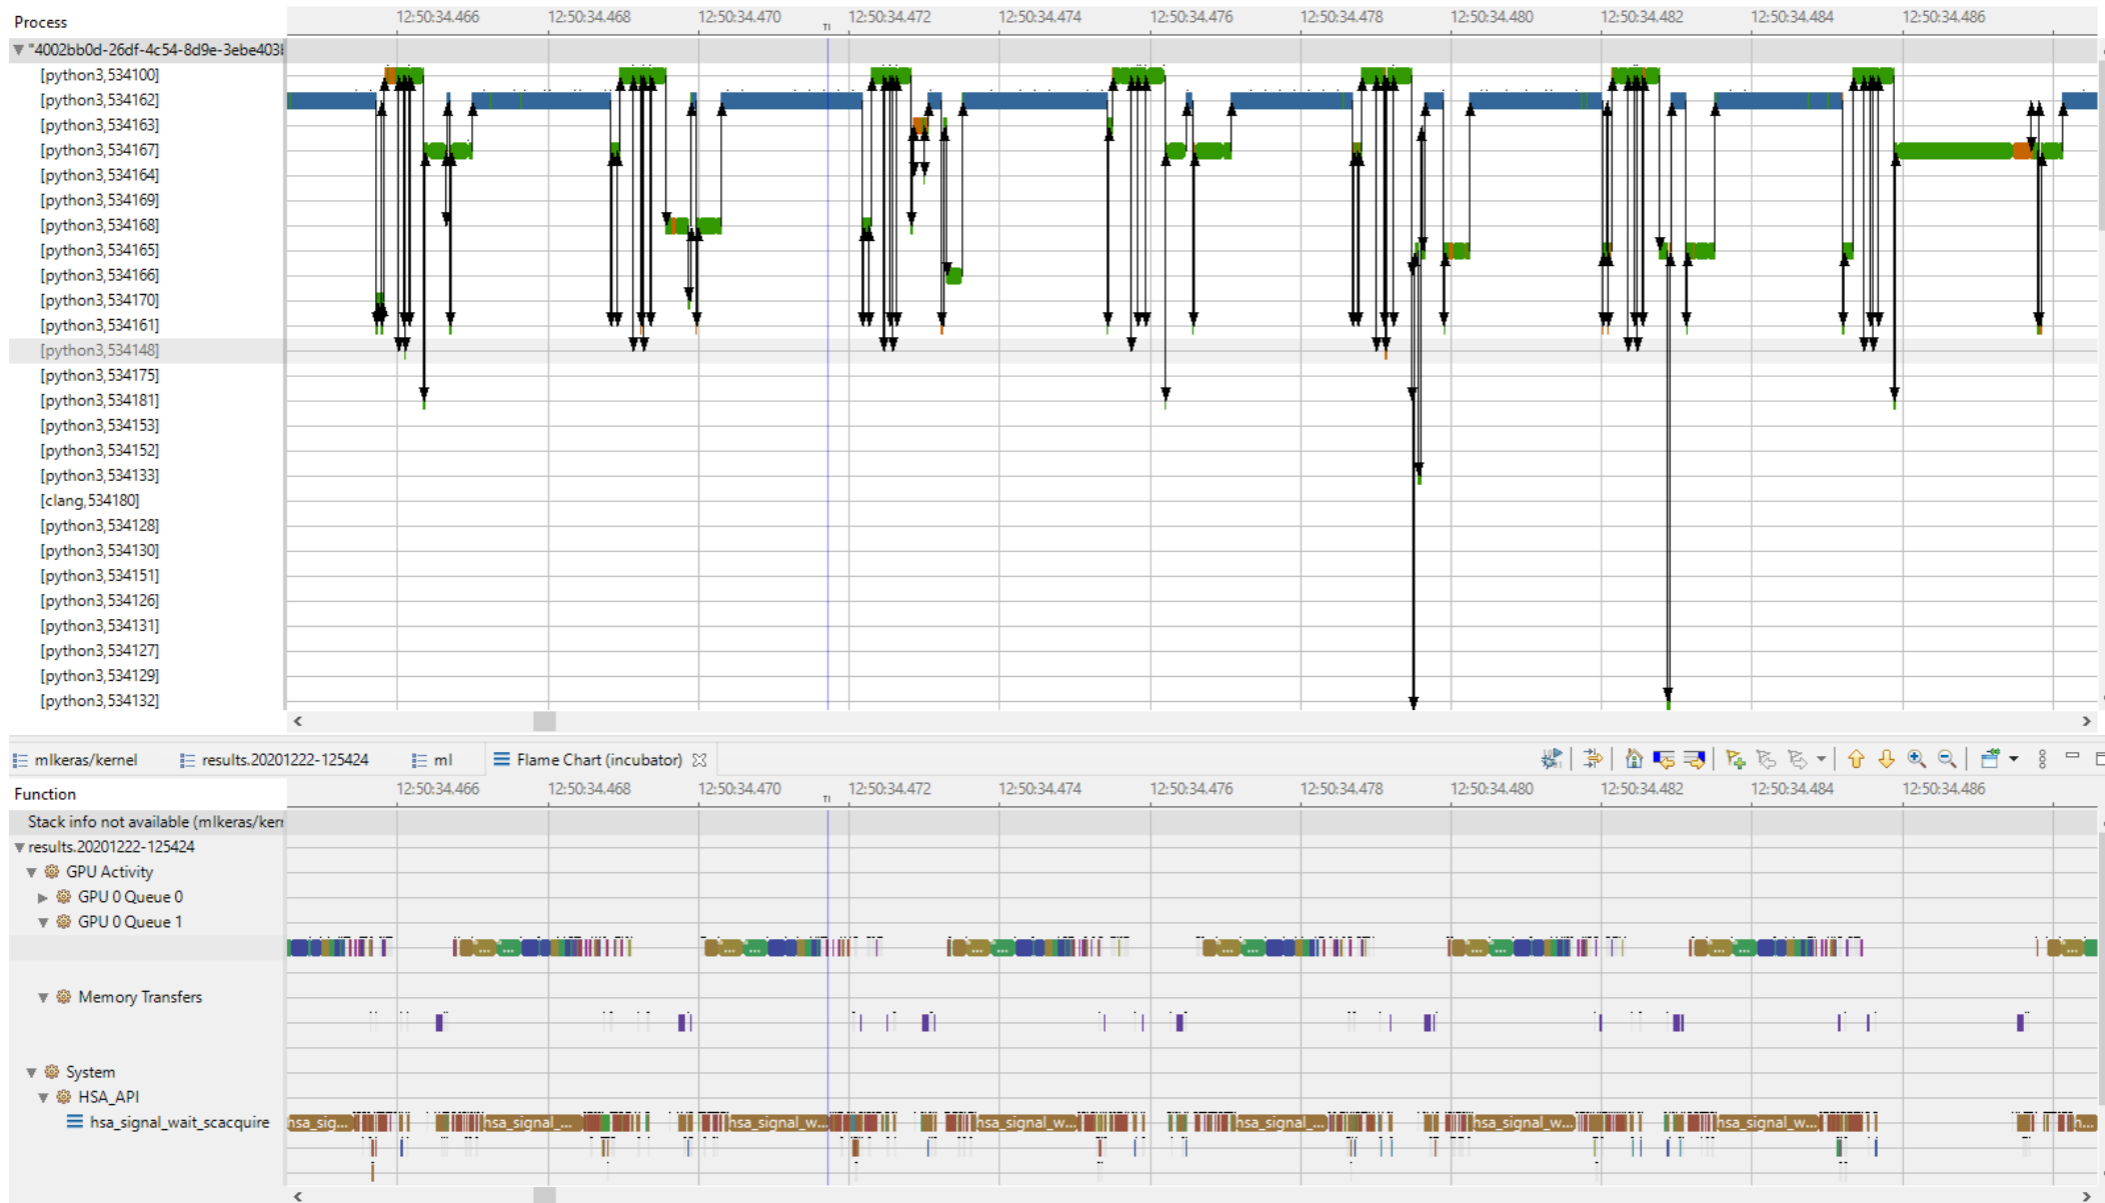 Process
12:50:34.466 12:50:34.468 12:50:34.470 12:50:34.472 12:50:34.474 12:50:34.476 12:50:34.478 12:50:34.480 12:50:34.482 12:50:34.484 12:50:34.486
TI
"4002bb0d-26df-4c54-8d9e-3ebe403
[python3,534100]
[python3,534162]
[python3,534163]
[python3,534167]
[python3,534164]
[python3,534169]
[python3,534168]
[python3,534165]
[python3,534166]
[python3,534170]
[python3,534161]
[python3,534148]
[python3,534175]
[python3,534181]
[python3,534153]
[python3,534152]
[python3,534133]
[clang,534180]
[python3,534128]
[python3,534130]
[python3,534151]
[python3,534126]
[python3,534131]
[python3,534127]
[python3,534129]
[python3,534132]
mlkeras/kernel results.20201222-125424 ml Flame Chart (incubator)
Function
12:50:34.466 12:50:34.468 12:50:34.470 12:50:34.472 12:50:34.474 12:50:34.476 12:50:34.478 12:50:34.480 12:50:34.482 12:50:34.484 12:50:34.486
TI
Stack info not available (mlkeras/kern
results.20201222-125424
GPU Activity
GPU 0 Queue 0
GPU 0 Queue 1
... ... ... ... ... ... ... ... ... ... ... ... ...
Memory Transfers
System
HSA_API
hsa_signal_wait_scacquire
hsa_sig... hsa_signal_... hsa_signal_w... hsa_signal_w... hsa_signal_... hsa_signal_w... hsa_signal_w... h...